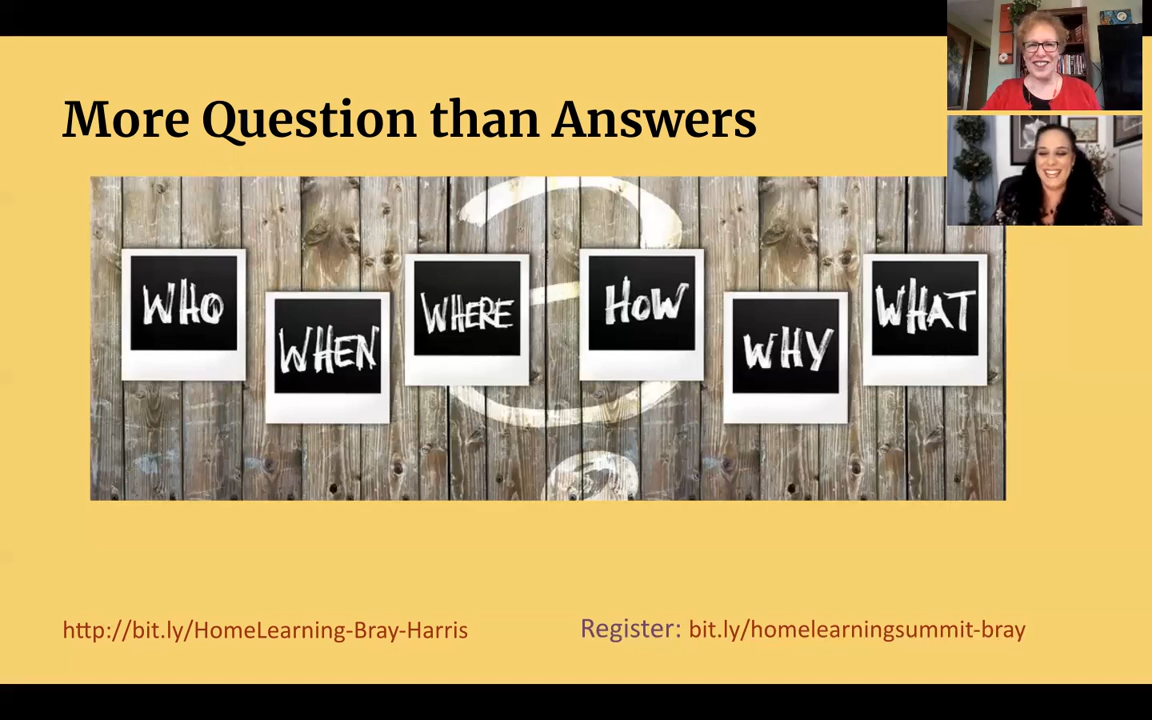 More Question than Answers
WHO
WHEN
WHERE
HOW
WHY
WHAT
http://bit.ly/HomeLearning-Bray-Harris
Register: bit.ly/homelearningsummit-bray